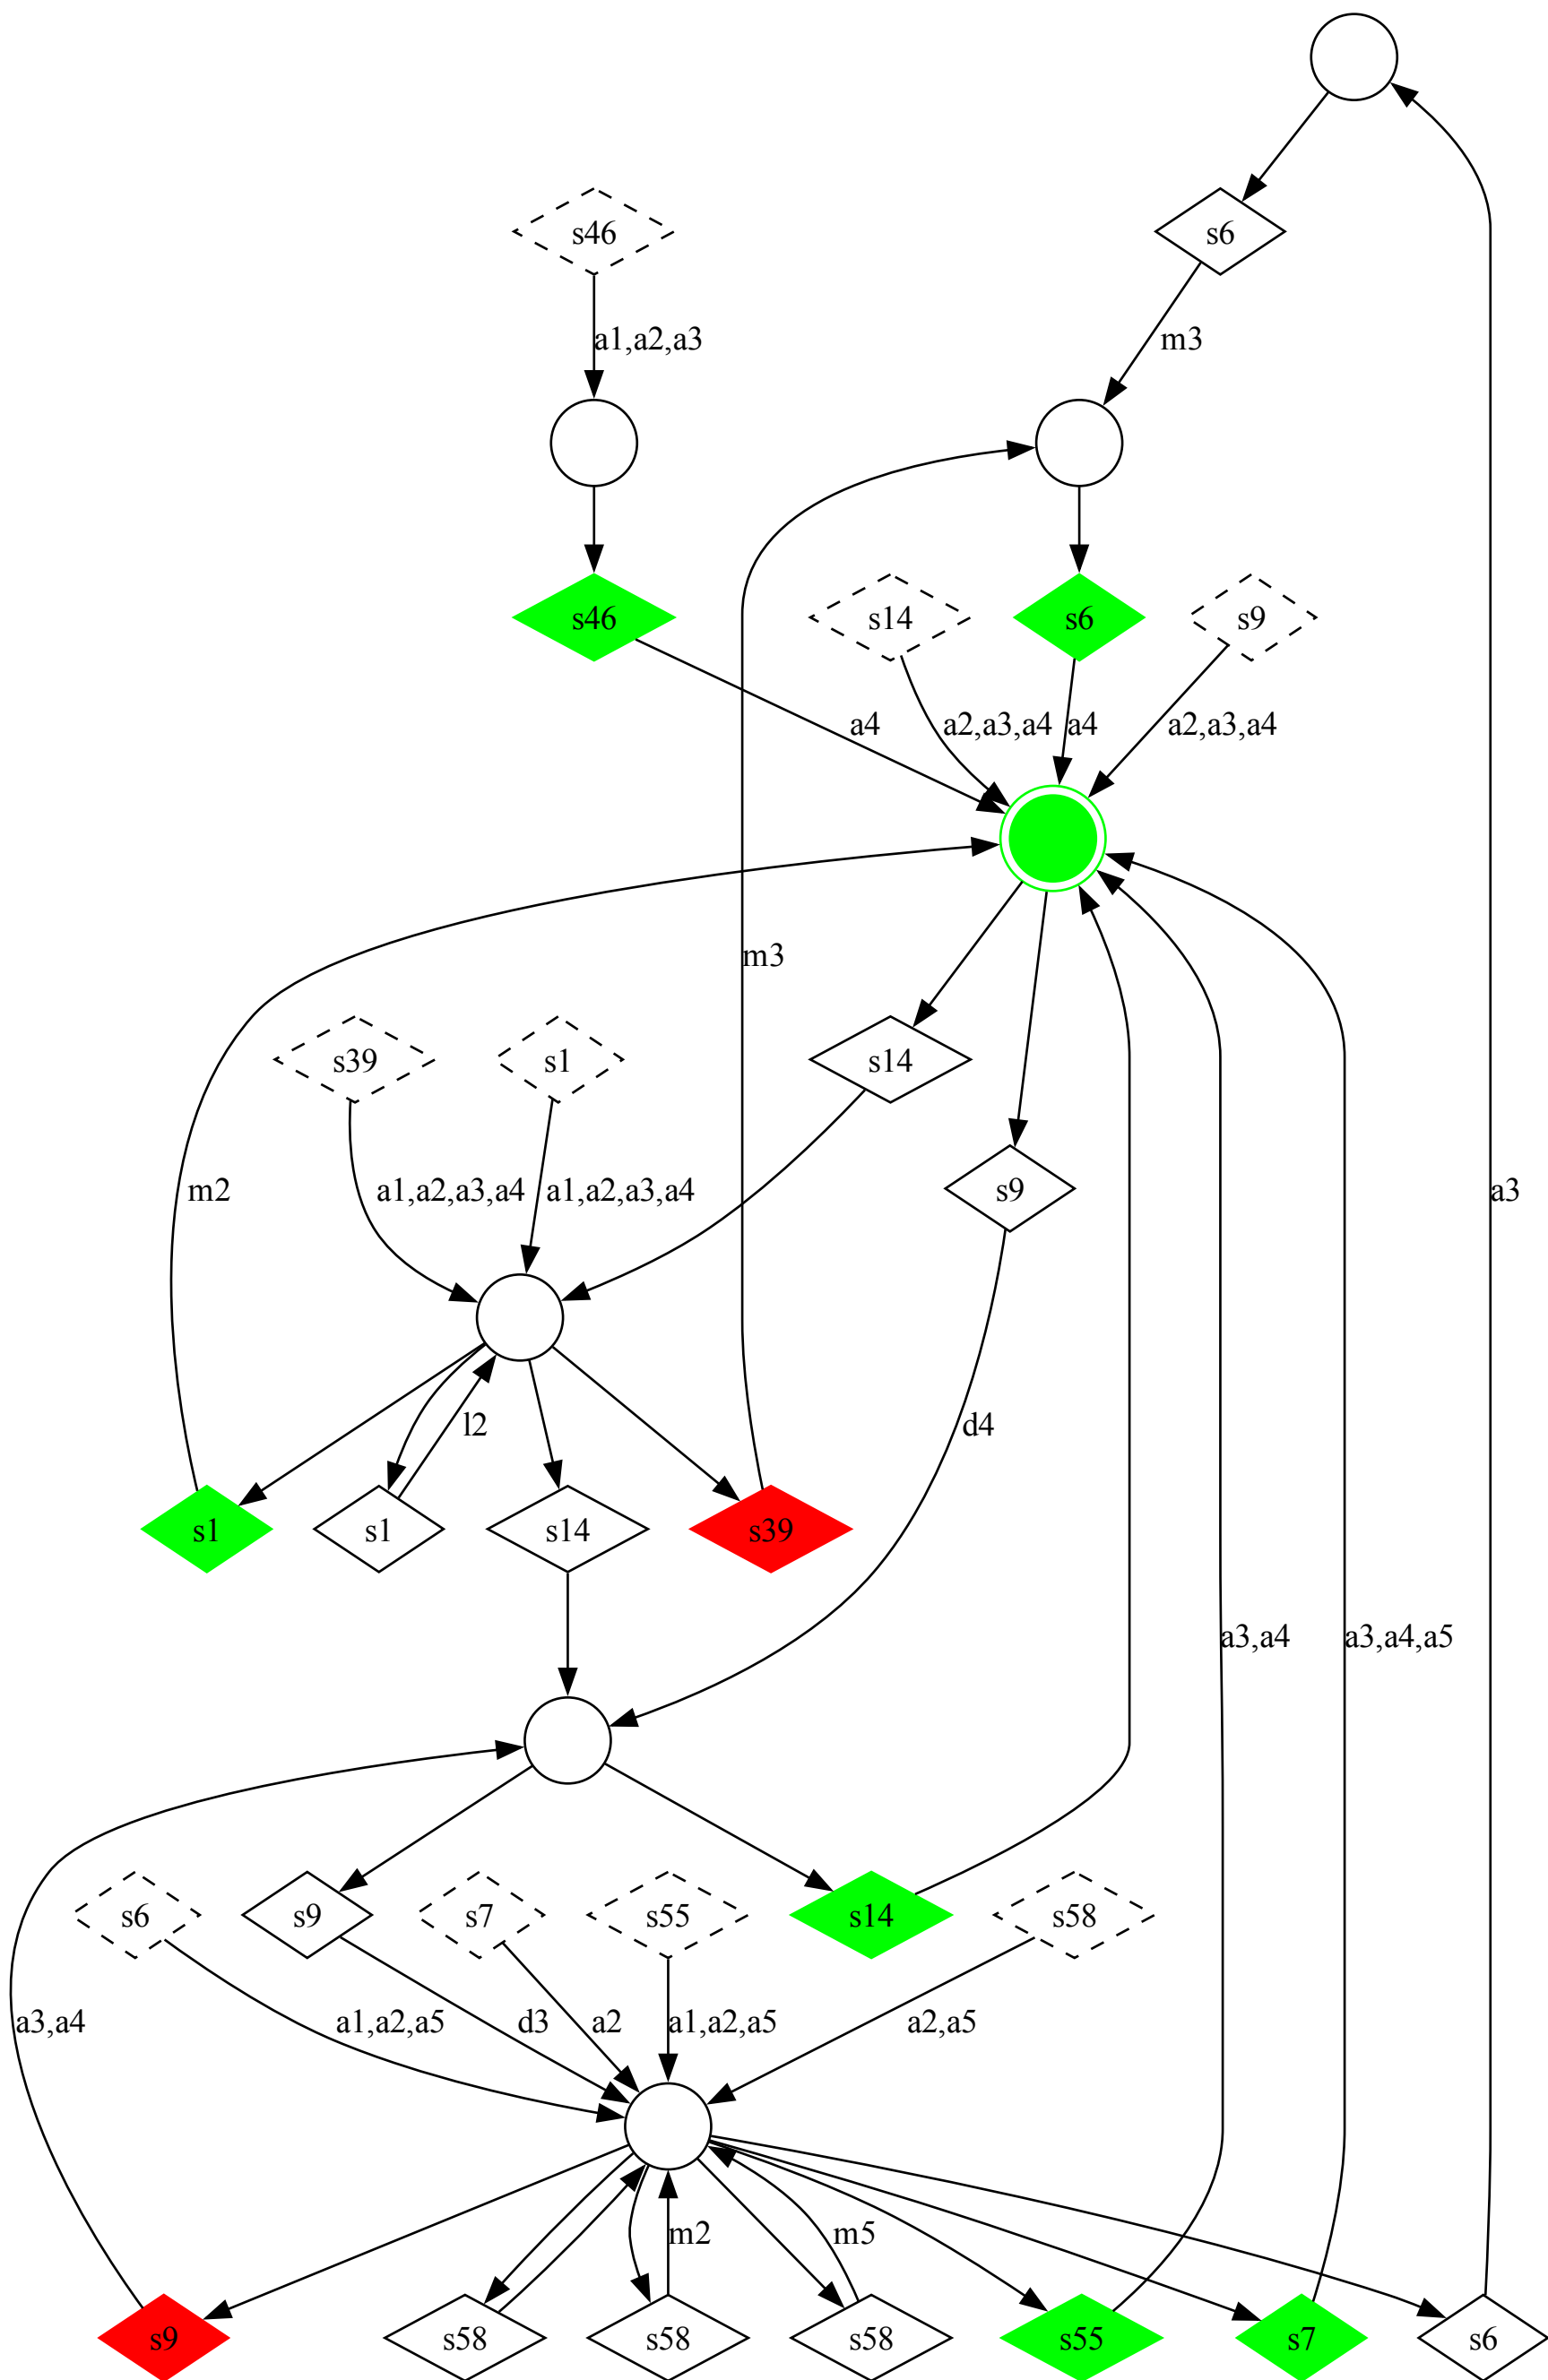 s46
s6
a1,a2,a3
m3
s46
s14
s6
s9
a4
a2,a3,a4
a4
a2,a3,a4
m3
s39
s1
s14
m2
a1,a2,a3,a4
a1,a2,a3,a4
s9
a3
l2
d4
s1
s1
s14
s39
a3,a4
a3,a4,a5
s6
s9
s7
s55
s14
s58
a3,a4
a1,a2,a5
d3
a2
a1,a2,a5
a2,a5
m2
m5
s9
s58
s58
s58
s55
s7
s6